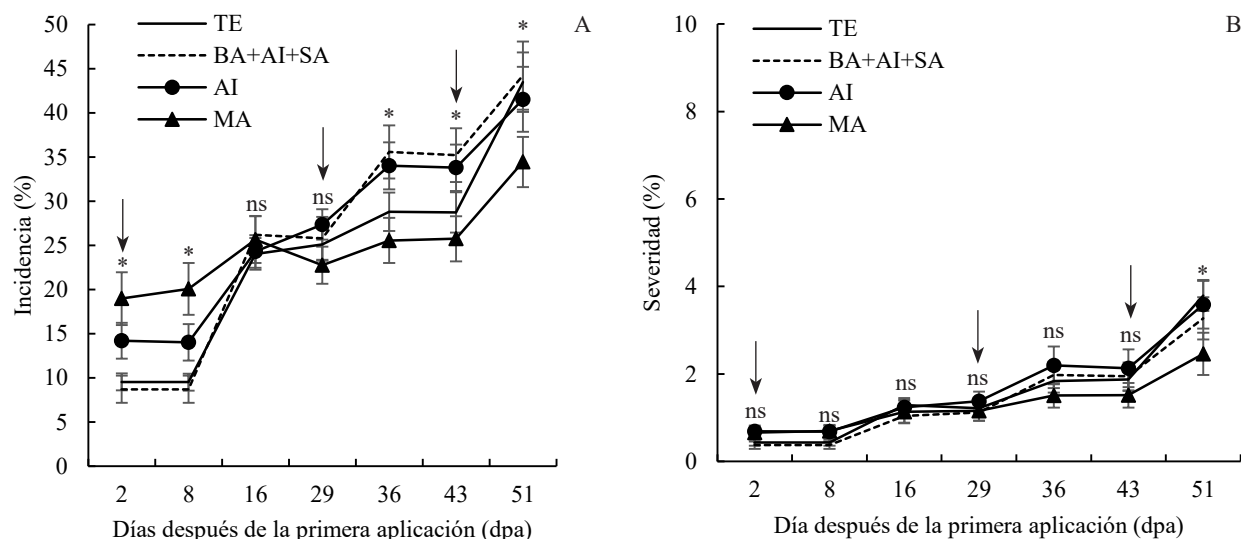 A
50
45
40
35
30
25
20
15
10
5
0
Incidencia (%)
TE
BA+AI+SA
AI
MA
*
*
ns
ns
*
*
*
2 8 16 29 36 43 51
Días después de la primera aplicación (dpa)
B
10
8
6
4
2
0
Severidad (%)
TE
BA+AI+SA
AI
MA
ns
ns
ns
ns
ns
ns
*
2 8 16 29 36 43 51
Día después de la primera aplicación (dpa)